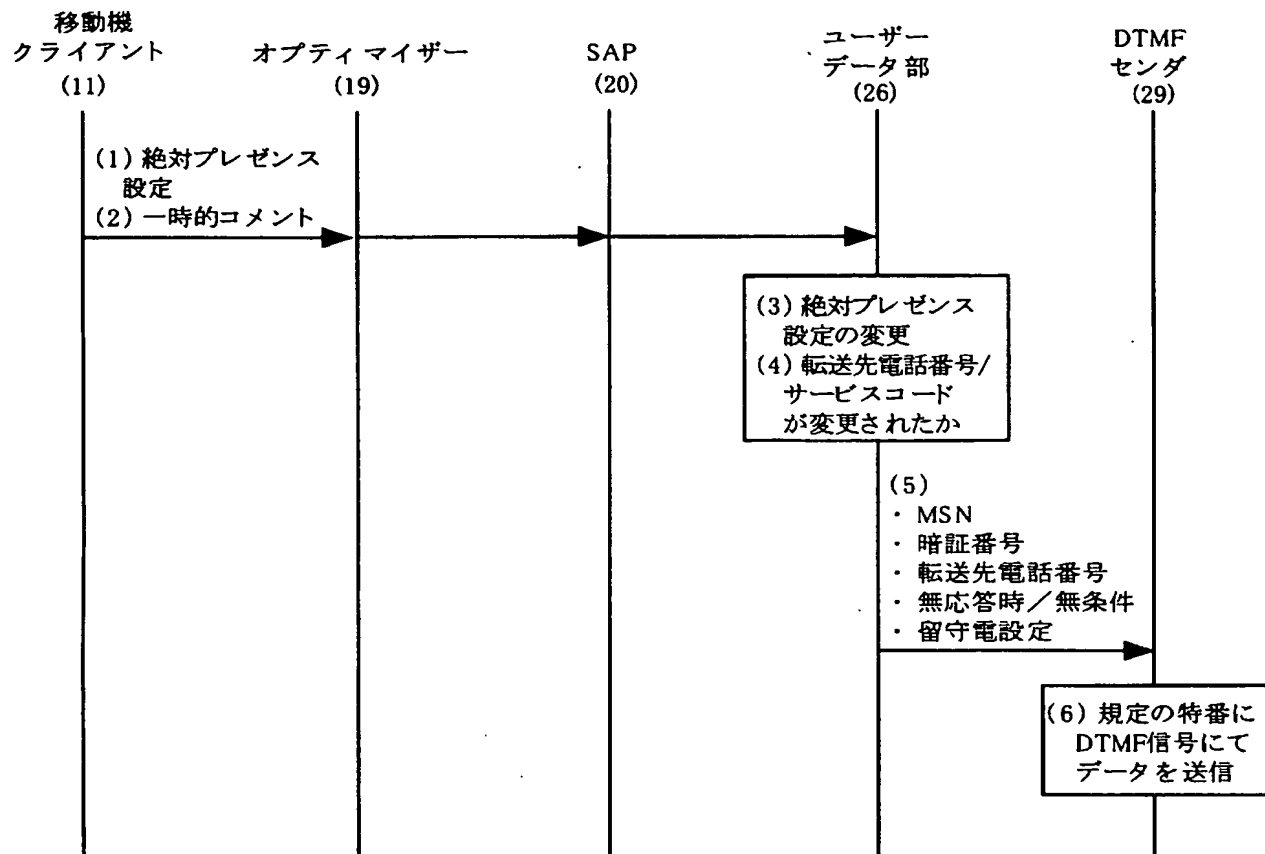 移動機
クライアント
(11)
オプティマイザー
(19)
SAP
(20)
ユーザー
データ部
(26)
DTMF
センダ
(29)
(1) 絶対プレゼンス
設定
(2) 一時的コメント
(3) 絶対プレゼンス
設定の変更
(4) 転送先電話番号/
サービスコード
が変更されたか
(5)
・ MSN
・ 暗証番号
・ 転送先電話番号
・ 無応答時／無条件
・ 留守電設定
(6) 規定の特番に
DTMF信号にて
データを送信